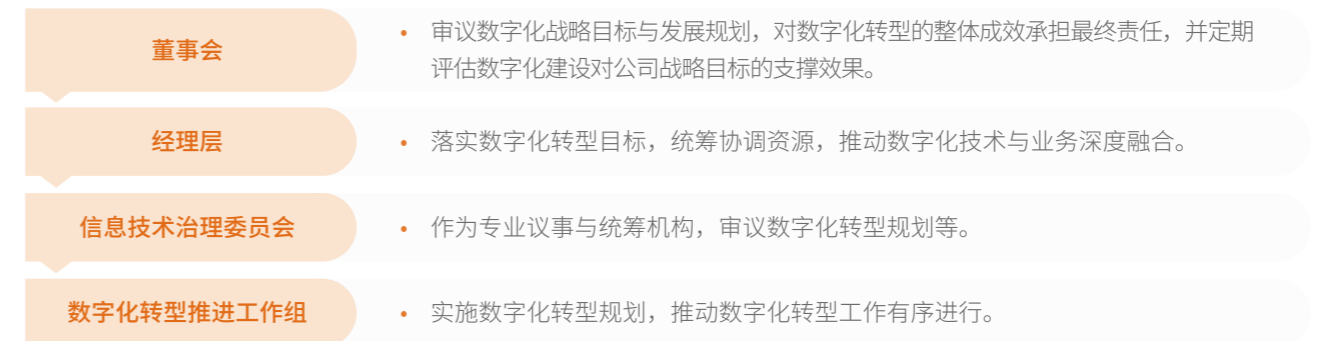 董事会
• 审议数字化战略目标与发展规划，对数字化转型的整体成效承担最终责任，并定期
评估数字化建设对公司战略目标的支撑效果。
经理层
• 落实数字化转型目标，统筹协调资源，推动数字化技术与业务深度融合。
信息技术治理委员会
• 作为专业议事与统筹机构，审议数字化转型规划等。
数字化转型推进工作组
• 实施数字化转型规划，推动数字化转型工作有序进行。